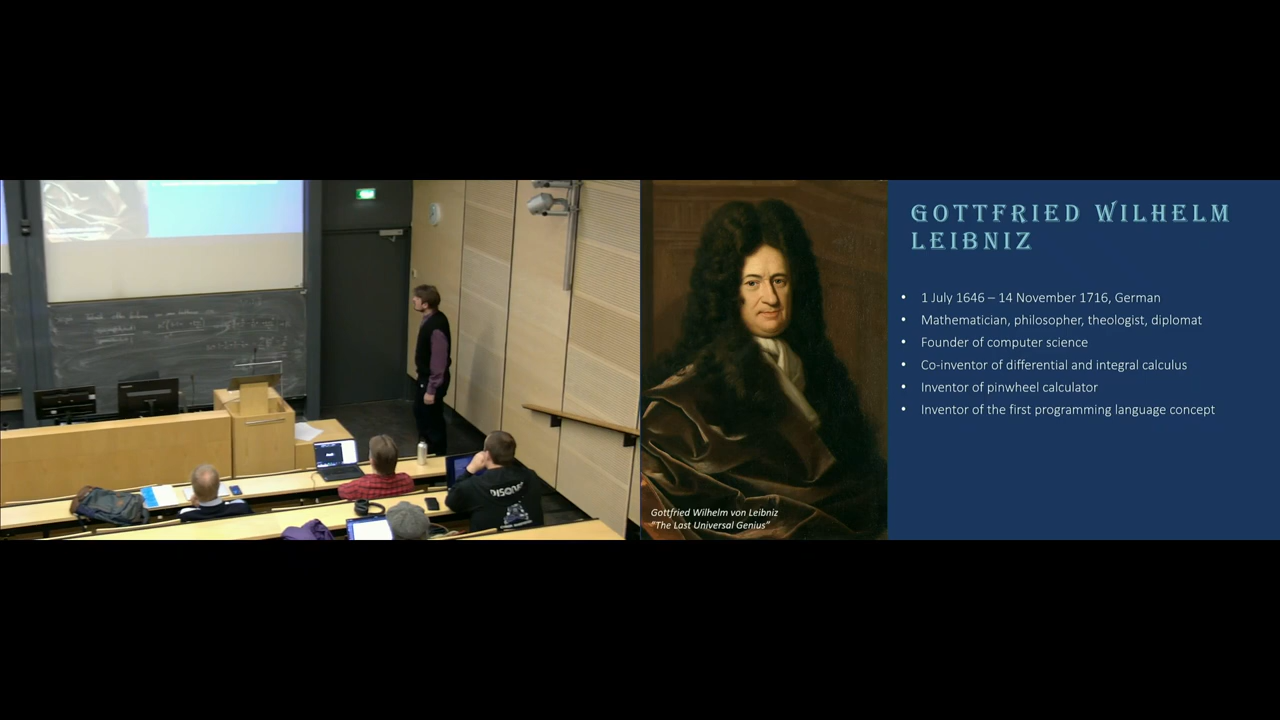 GOTTFRIED WILHELM
LEIBNIZ
• 1 July 1646 – 14 November 1716, German
• Mathematician, philosopher, theologist, diplomat
• Founder of computer science
• Co-inventor of differential and integral calculus
• Inventor of pinwheel calculator
• Inventor of the first programming language concept
Gottfried Wilhelm von Leibniz
"The Last Universal Genius"